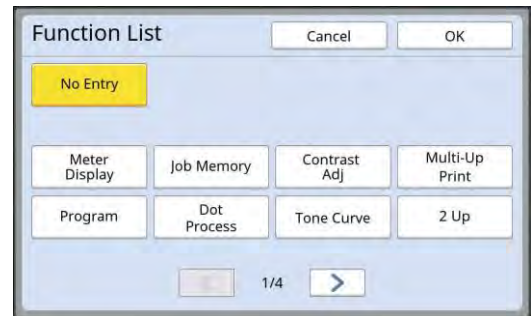 Function List
Cancel
OK
No Entry
Meter
Display
Job Memory
Contrast
Adj
Multi-Up
Print
Program
Dot
Process
Tone Curve
2 Up
1/4